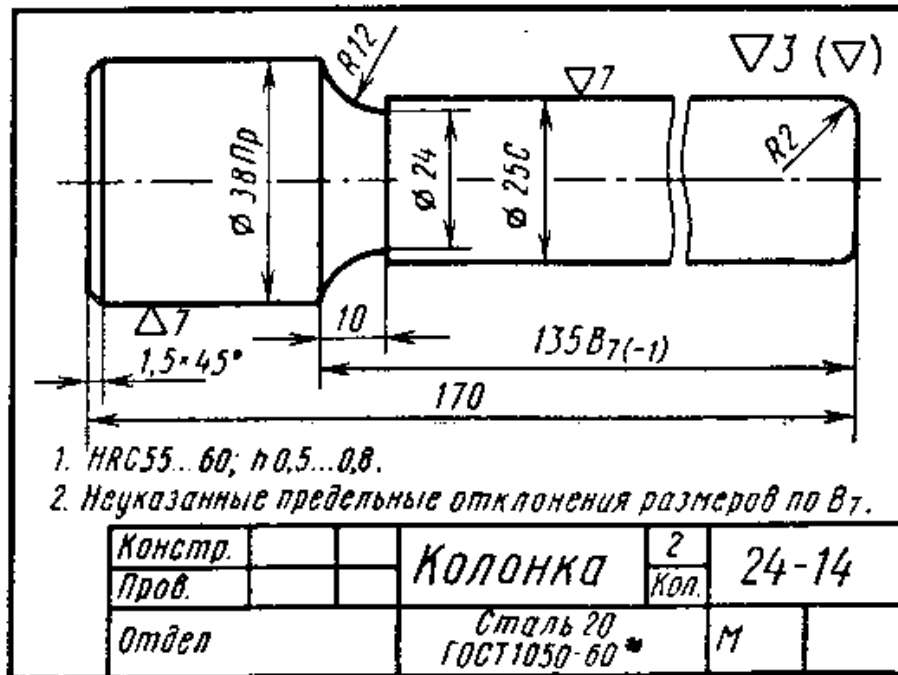 R12
▽3 (▽)
▽7
R2
Ø 38Пр
Ø 24
Ø 25С
▽7
10
1,5×45°
135В7(-1)
170
1. HRC55...60; h 0,5...0,8.
2. Неуказанные предельные отклонения размеров по В7.
Констр.
Колонка
2
24-14
Пров.
Кол.
Отдел
Сталь 20
ГОСТ1050-60*
М